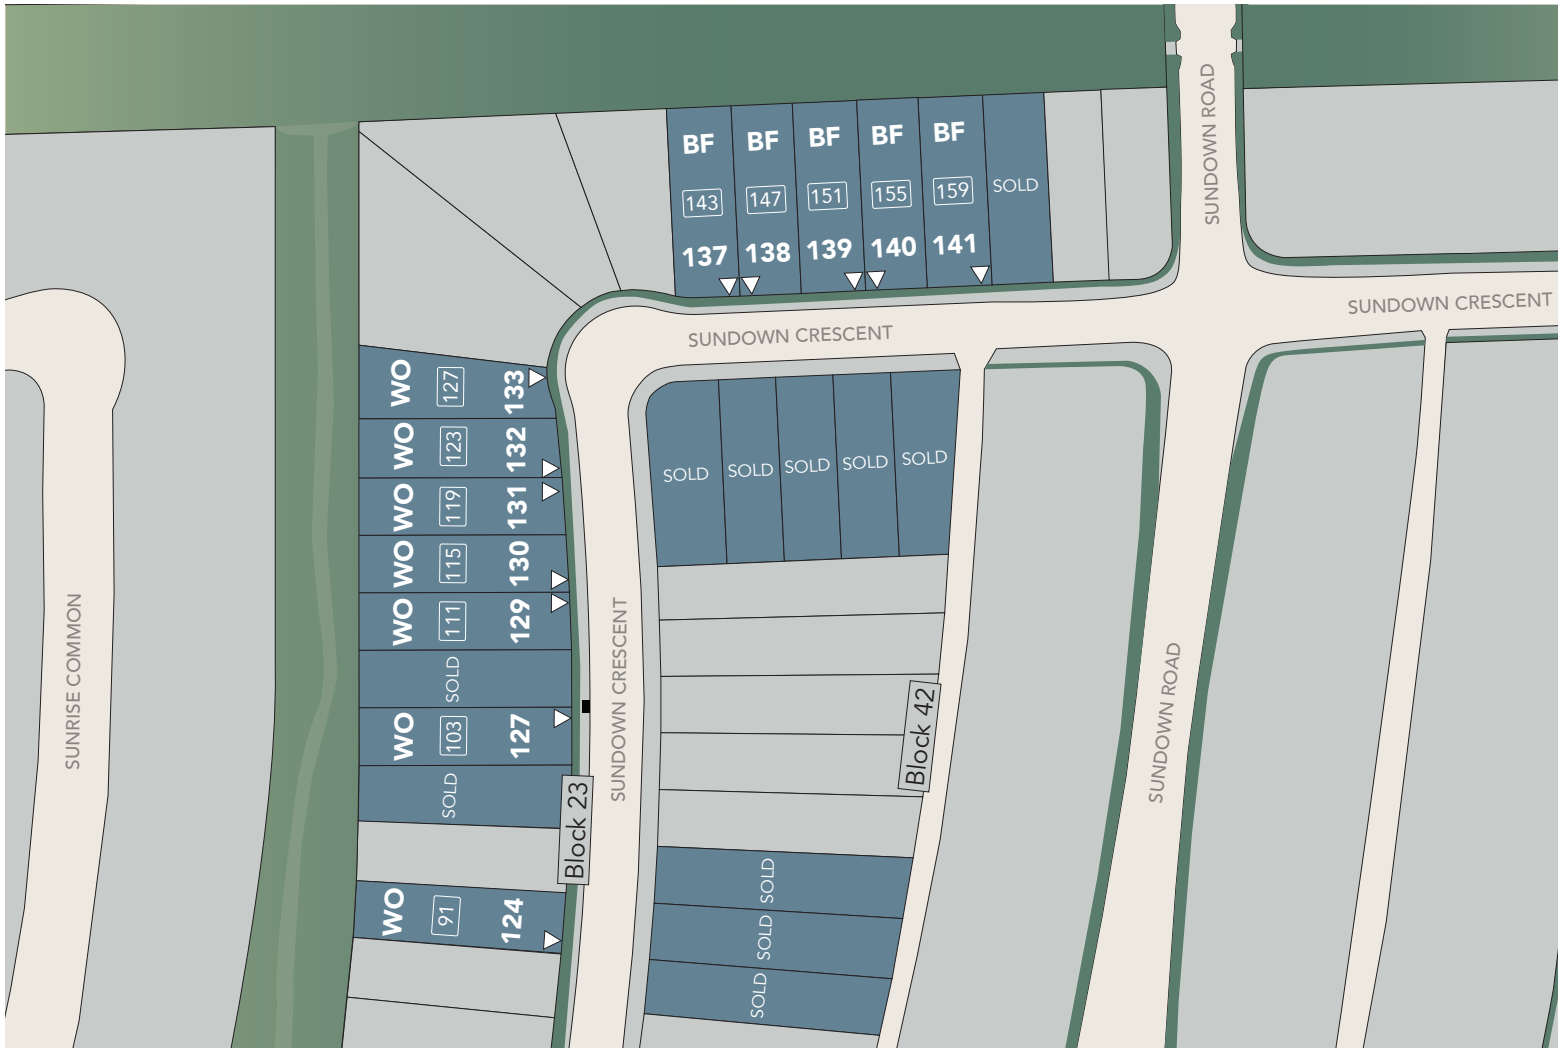 SUNDOWN ROAD
BF
BF
BF
BF
BF
143
147
151
155
159
SOLD
137
138
139
140
141
SUNDOWN CRESCENT
SUNDOWN CRESCENT
WO 127 133
WO 123 132
WO 119 131
WO 115 130
WO 111 129
SOLD
WO 103 127
SOLD
WO 91 124
SOLD
SOLD
SOLD
SOLD
SOLD
SUNRISE COMMON
SUNDOWN CRESCENT
Block 23
Block 42
SUNDOWN ROAD
SOLD
SOLD
SOLD